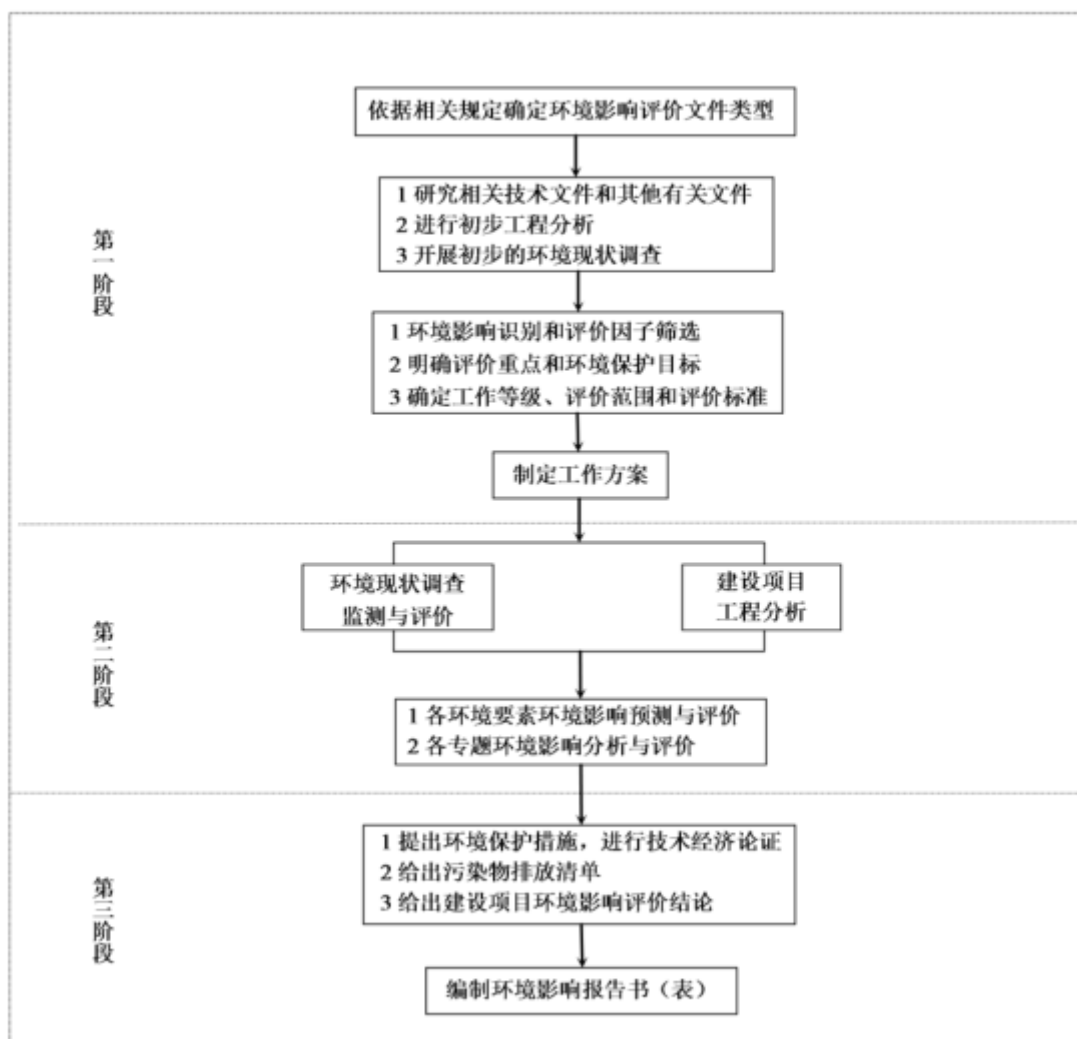 依据相关规定确定环境影响评价文件类型
第一阶段
1 研究相关技术文件和其他有关文件
2 进行初步工程分析
3 开展初步的环境现状调查
1 环境影响识别和评价因子筛选
2 明确评价重点和环境保护目标
3 确定工作等级、评价范围和评价标准
制定工作方案
第二阶段
环境现状调查
监测与评价
建设项目
工程分析
1 各环境要素环境影响预测与评价
2 各专题环境影响分析与评价
第三阶段
1 提出环境保护措施，进行技术经济论证
2 给出污染物排放清单
3 给出建设项目环境影响评价结论
编制环境影响报告书（表）